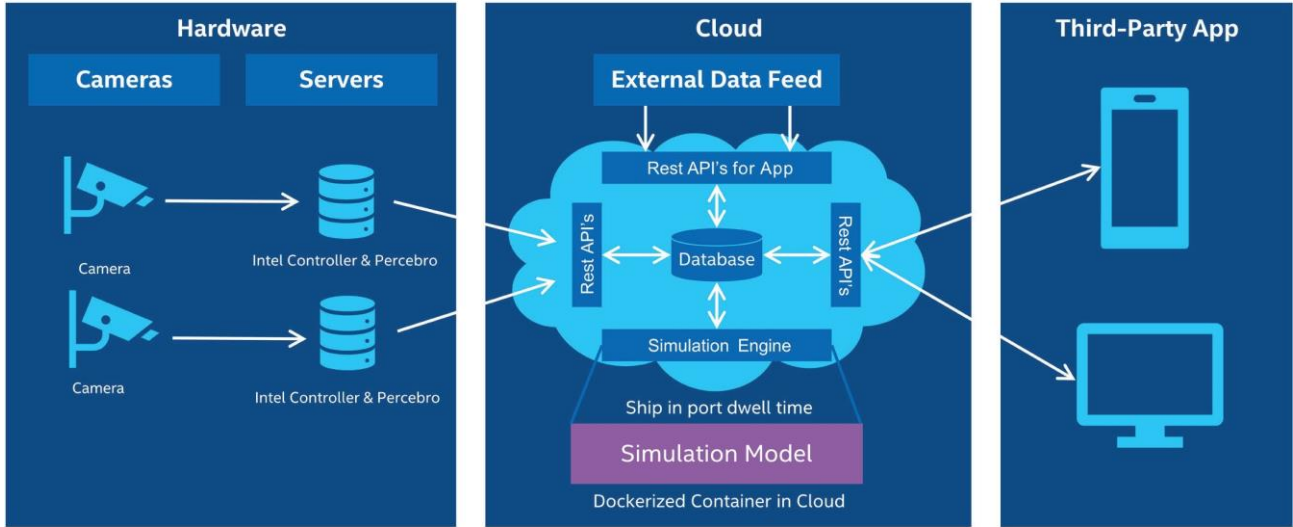 Hardware
Cameras
Servers
Camera
Intel Controller & Percebro
Camera
Intel Controller & Percebro
Cloud
External Data Feed
Rest API's for App
Rest API's
Database
Rest API's
Simulation Engine
Ship in port dwell time
Simulation Model
Dockerized Container in Cloud
Third-Party App